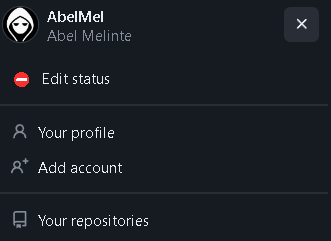 AbelMel
Abel Melinte
Edit status
Your profile
Add account
Your repositories